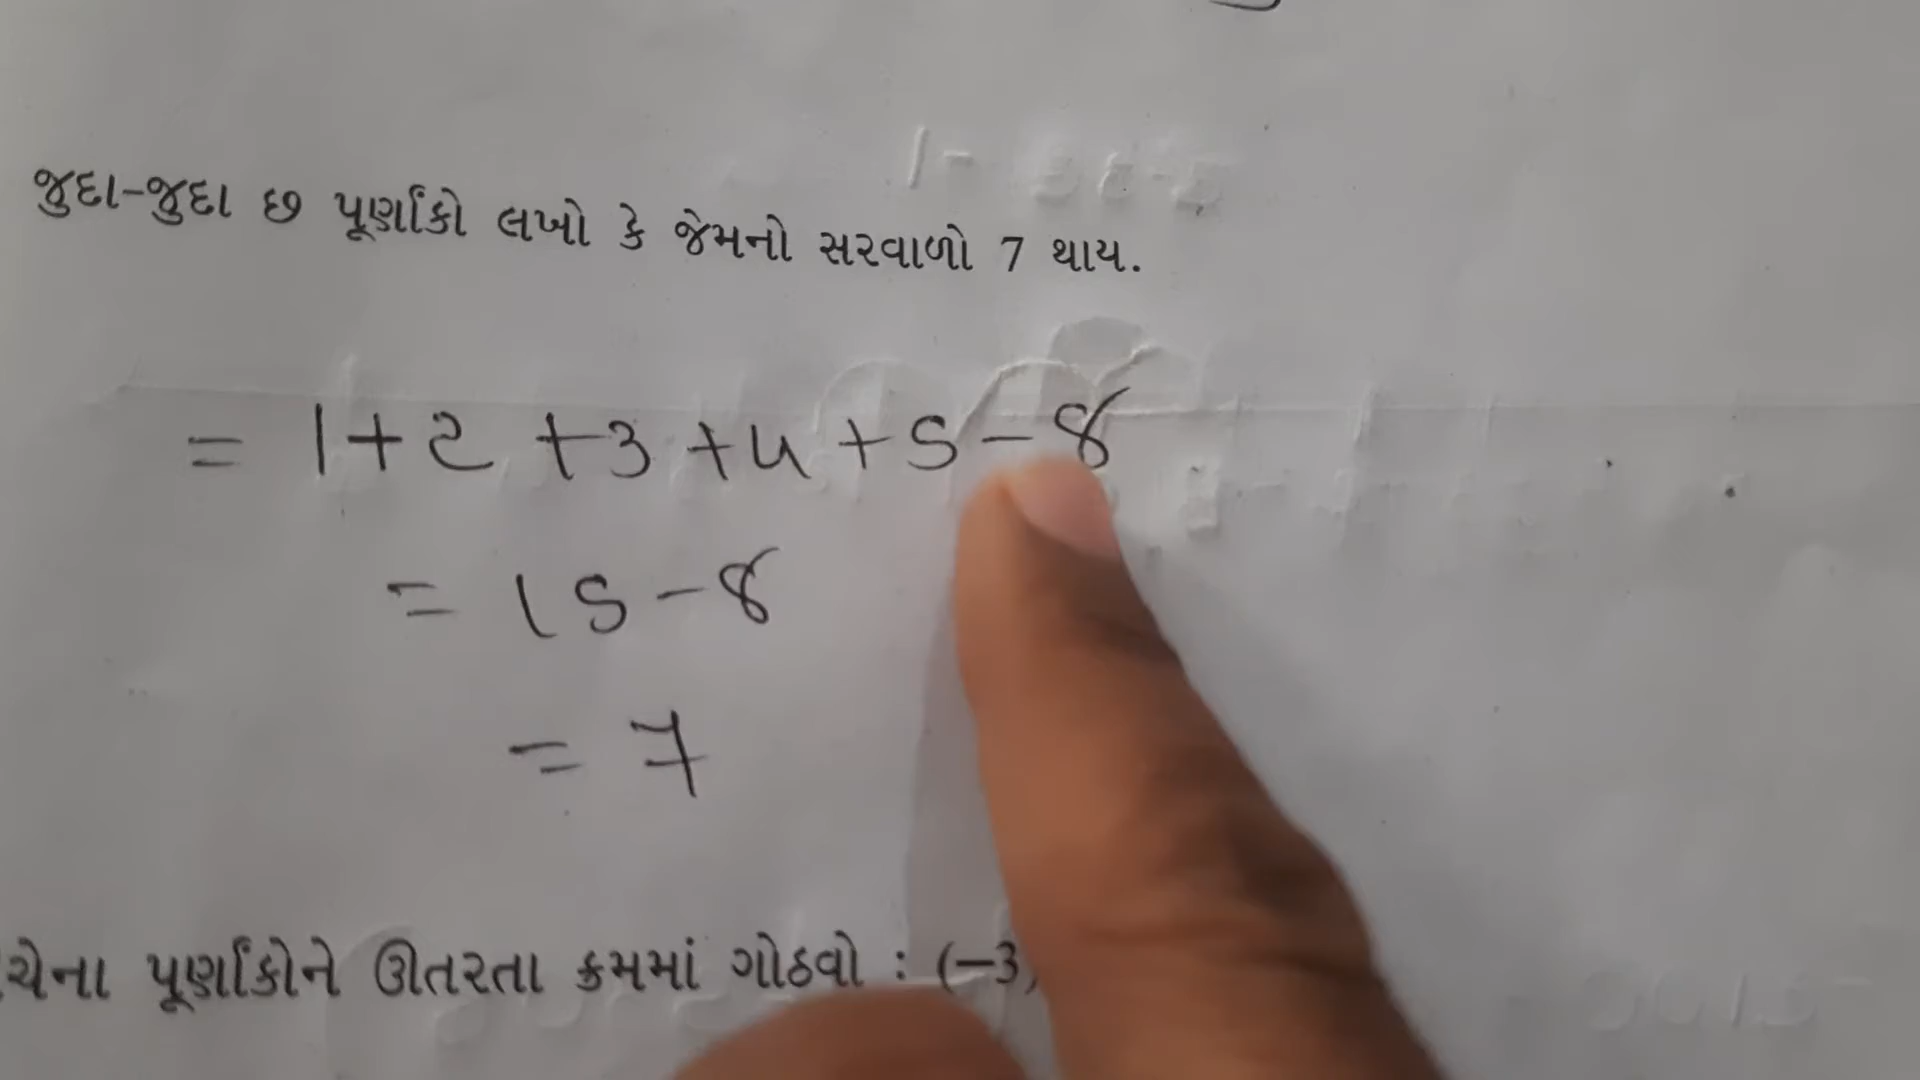 જુદા-જુદા છ પૂર્ણાંકો લખો કે જેમનો સરવાળો 7 થાય.
= 1 + 2 + 3 + 4 + 5 - 8
= 15 - 8
= 7
પૂર્ણાંકોને ઊતરતા ક્રમમાં ગોઠવો : (–3)